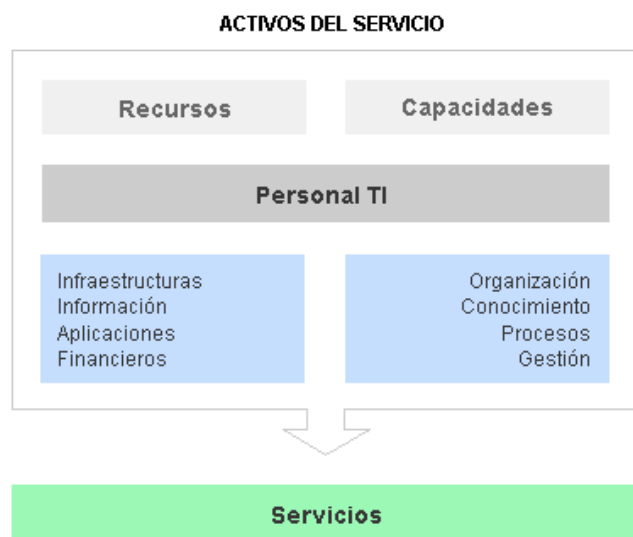 ACTIVOS DEL SERVICIO
Recursos
Capacidades
Personal TI
Infraestructuras
Información
Aplicaciones
Financieros
Organización
Conocimiento
Procesos
Gestión
Servicios